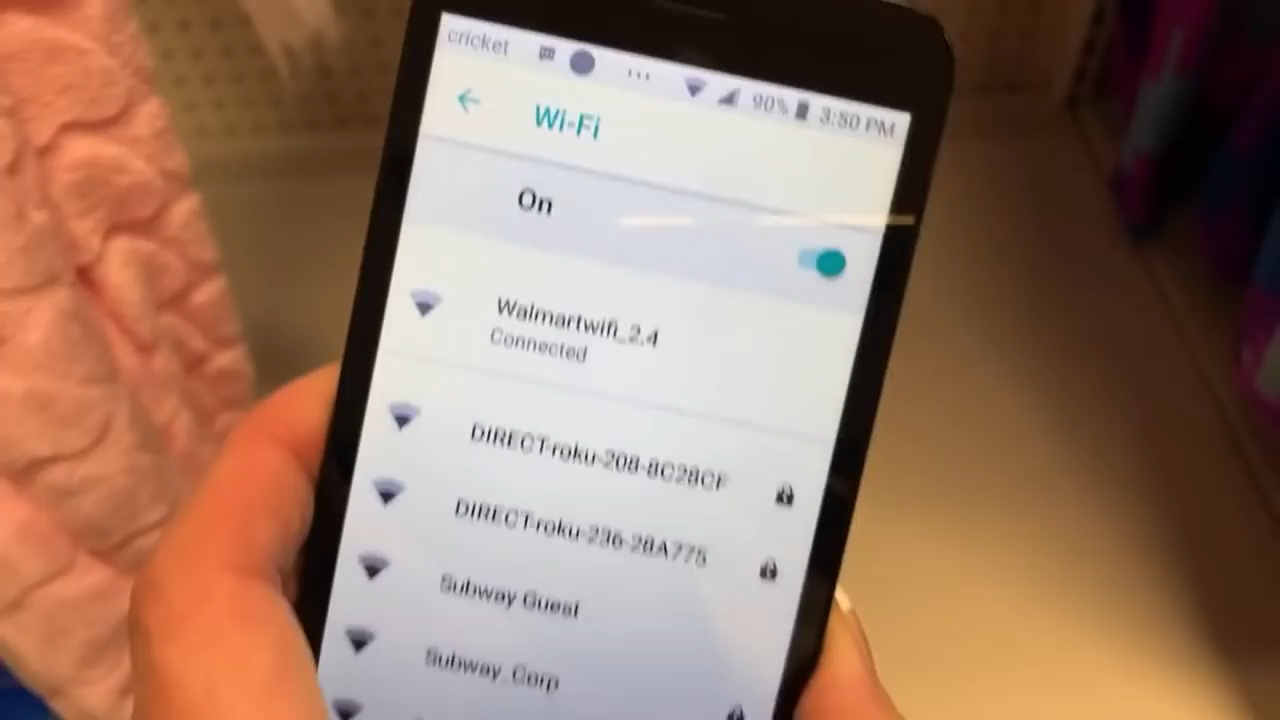 cricket ... 90% 3:50 PM
Wi-Fi
On
Walmartwifi_2.4
Connected
DIRECT-roku-208-8C28CF
DIRECT-roku-236-28A775
Subway Guest
Subway_Corp